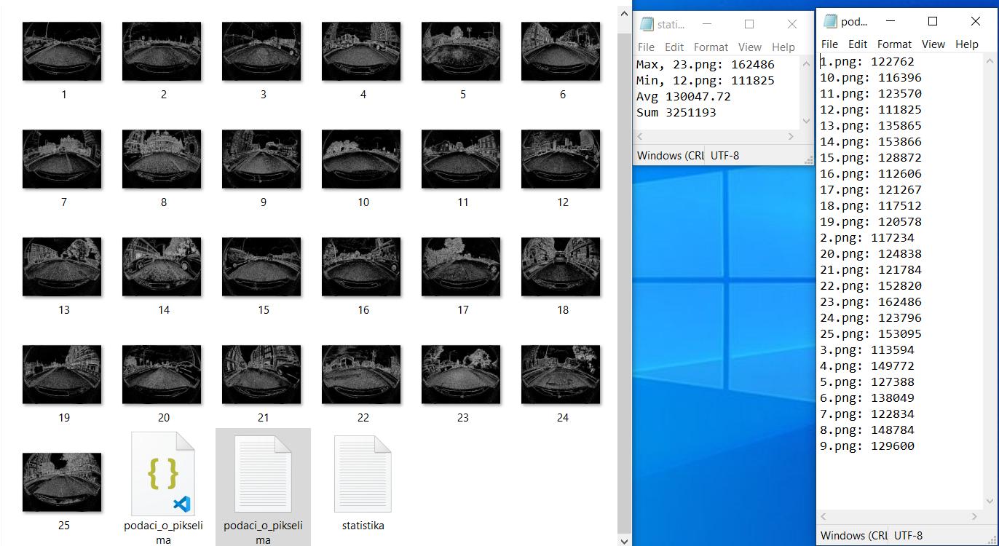 1 2 3 4 5 6
7 8 9 10 11 12
13 14 15 16 17 18
19 20 21 22 23 24
25 podaci_o_pikseli
ma podaci_o_pikseli
ma statistika
stati...
File Edit Format View Help
Max, 23.png: 162486
Min, 12.png: 111825
Avg 130047.72
Sum 3251193
Windows (CRL UTF-8
pod...
File Edit Format View Help
1.png: 122762
10.png: 116396
11.png: 123570
12.png: 111825
13.png: 135865
14.png: 153866
15.png: 128872
16.png: 112606
17.png: 121267
18.png: 117512
19.png: 120578
2.png: 117234
20.png: 124838
21.png: 121784
22.png: 152820
23.png: 162486
24.png: 123796
25.png: 153095
3.png: 113594
4.png: 149772
5.png: 127388
6.png: 138049
7.png: 122834
8.png: 148784
9.png: 129600
Windows (CRL UTF-8